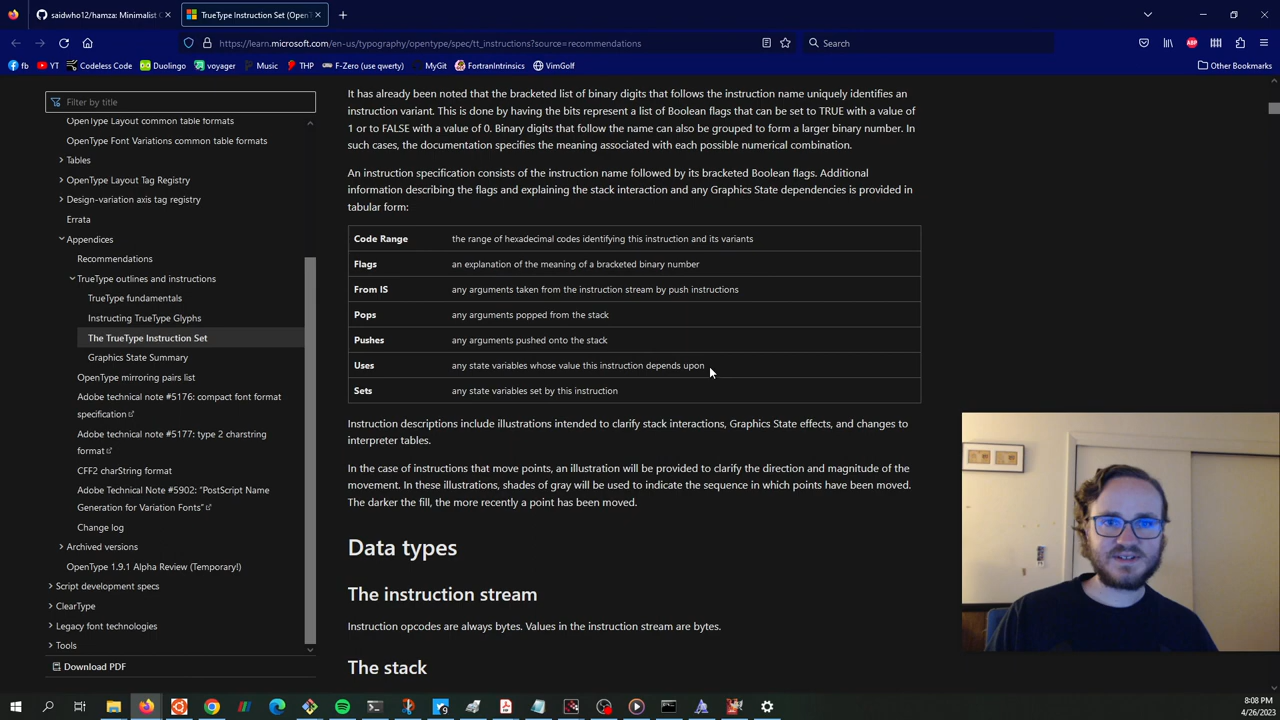 saidwho12/hamza: Minimalist C
TrueType Instruction Set (OpenT
https://learn.microsoft.com/en-us/typography/opentype/spec/tt_instructions?source=recommendations
Search
fb
YT
Codeless Code
Duolingo
voyager
Music
THP
F-Zero (use qwerty)
MyGit
FortranIntrinsics
VimGolf
Other Bookmarks
Filter by title
OpenType Layout common table formats
OpenType Font Variations common table formats
Tables
OpenType Layout Tag Registry
Design-variation axis tag registry
Errata
Appendices
Recommendations
TrueType outlines and instructions
TrueType fundamentals
Instructing TrueType Glyphs
The TrueType Instruction Set
Graphics State Summary
OpenType mirroring pairs list
Adobe technical note #5176: compact font format
specification
Adobe technical note #5177: type 2 charstring
format
CFF2 charString format
Adobe Technical Note #5902: “PostScript Name
Generation for Variation Fonts”
Change log
Archived versions
OpenType 1.9.1 Alpha Review (Temporary!)
Script development specs
ClearType
Legacy font technologies
Tools
Download PDF
It has already been noted that the bracketed list of binary digits that follows the instruction name uniquely identifies an
instruction variant. This is done by having the bits represent a list of Boolean flags that can be set to TRUE with a value of
1 or to FALSE with a value of 0. Binary digits that follow the name can also be grouped to form a larger binary number. In
such cases, the documentation specifies the meaning associated with each possible numerical combination.
An instruction specification consists of the instruction name followed by its bracketed Boolean flags. Additional
information describing the flags and explaining the stack interaction and any Graphics State dependencies is provided in
tabular form:
Code Range the range of hexadecimal codes identifying this instruction and its variants
Flags an explanation of the meaning of a bracketed binary number
From IS any arguments taken from the instruction stream by push instructions
Pops any arguments popped from the stack
Pushes any arguments pushed onto the stack
Uses any state variables whose value this instruction depends upon
Sets any state variables set by this instruction
Instruction descriptions include illustrations intended to clarify stack interactions, Graphics State effects, and changes to
interpreter tables.
In the case of instructions that move points, an illustration will be provided to clarify the direction and magnitude of the
movement. In these illustrations, shades of gray will be used to indicate the sequence in which points have been moved.
The darker the fill, the more recently a point has been moved.
Data types
The instruction stream
Instruction opcodes are always bytes. Values in the instruction stream are bytes.
The stack
8:08 PM
4/26/2023